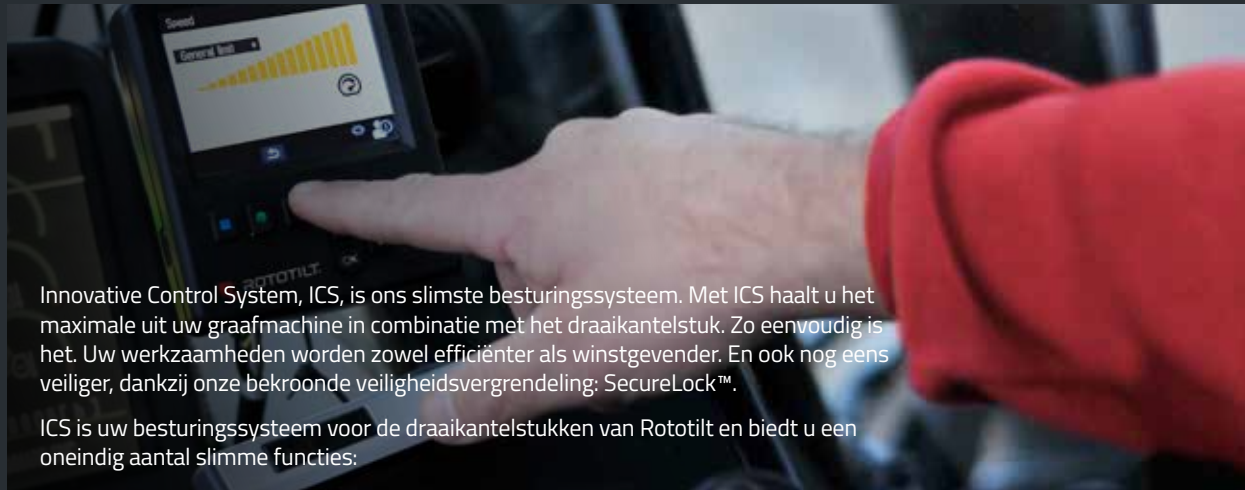 Speed
General limit
OK
ROTOTILT
Innovative Control System, ICS, is ons slimste besturingssysteem. Met ICS haalt u het
maximale uit uw graafmachine in combinatie met het draaikantelstuk. Zo eenvoudig is
het. Uw werkzaamheden worden zowel efficiënter als winstgevender. En ook nog eens
veiliger, dankzij onze bekroonde veiligheidsvergrendeling: SecureLock™.
ICS is uw besturingssysteem voor de draaikantelstukken van Rototilt en biedt u een
oneindig aantal slimme functies: